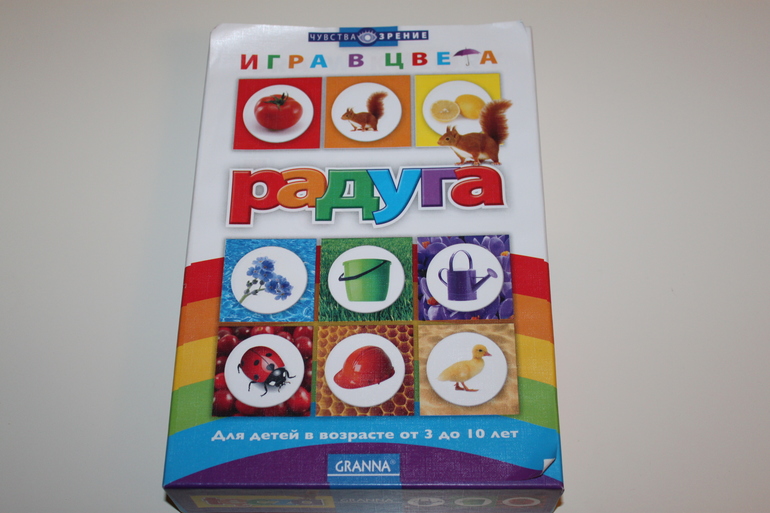 ЧУВСТВА ЗРЕНИЕ
ИГРА В ЦВЕТА
радуга
Для детей в возрасте от 3 до 10 лет
GRANNA®